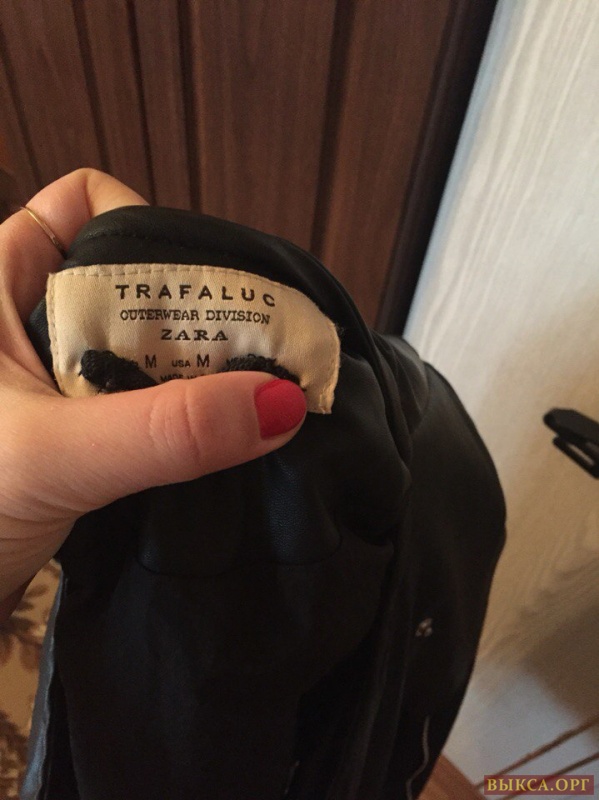 TRAFALUC
OUTERWEAR DIVISION
ZARA
M USA M
ВЫКСА.ОРГ